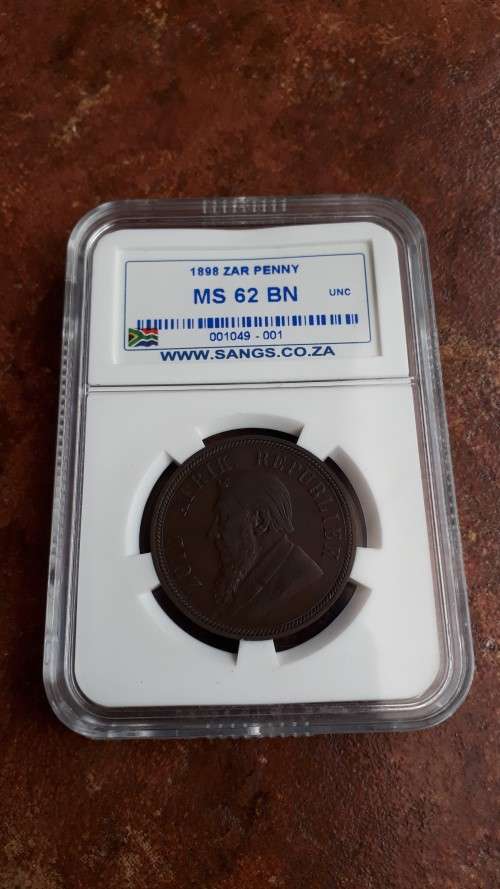 1898 ZAR PENNY
MS 62 BN
UNC
001049 - 001
WWW.SANGS.CO.ZA
ZUID AFRIK REPUBLIEK